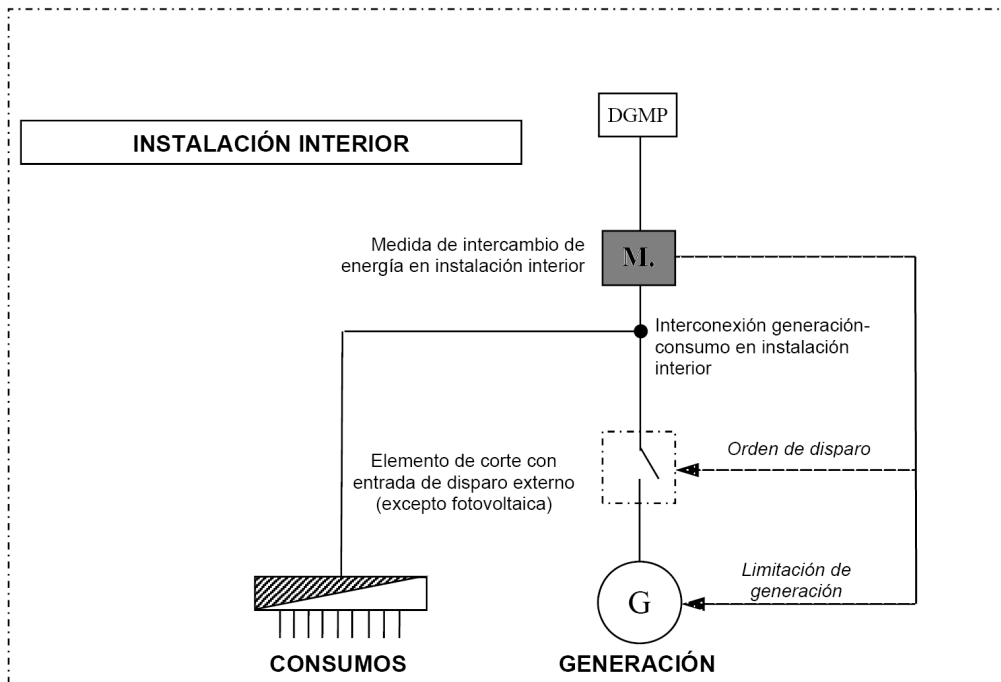 DGMP
INSTALACIÓN INTERIOR
Medida de intercambio de
energía en instalación interior
M.
Interconexión generación-
consumo en instalación
interior
Orden de disparo
Elemento de corte con
entrada de disparo externo
(excepto fotovoltaica)
Limitación de
generación
G
CONSUMOS
GENERACIÓN